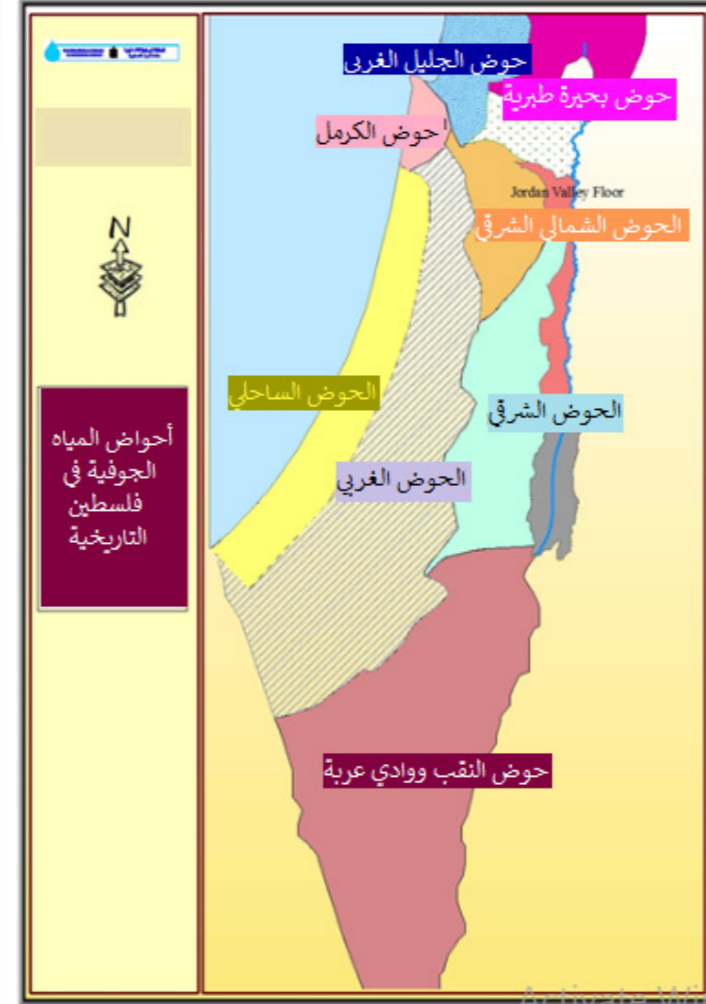 حوض الجليل الغربي
حوض بحيرة طبرية
حوض الكرمل
Jordan Valley Floor
الحوض الشمالي الشرقي
N
الحوض الساحلي
الحوض الشرقي
أحواض المياه
الجوفية في
فلسطين
التاريخية
الحوض الغربي
حوض النقب ووادي عربة